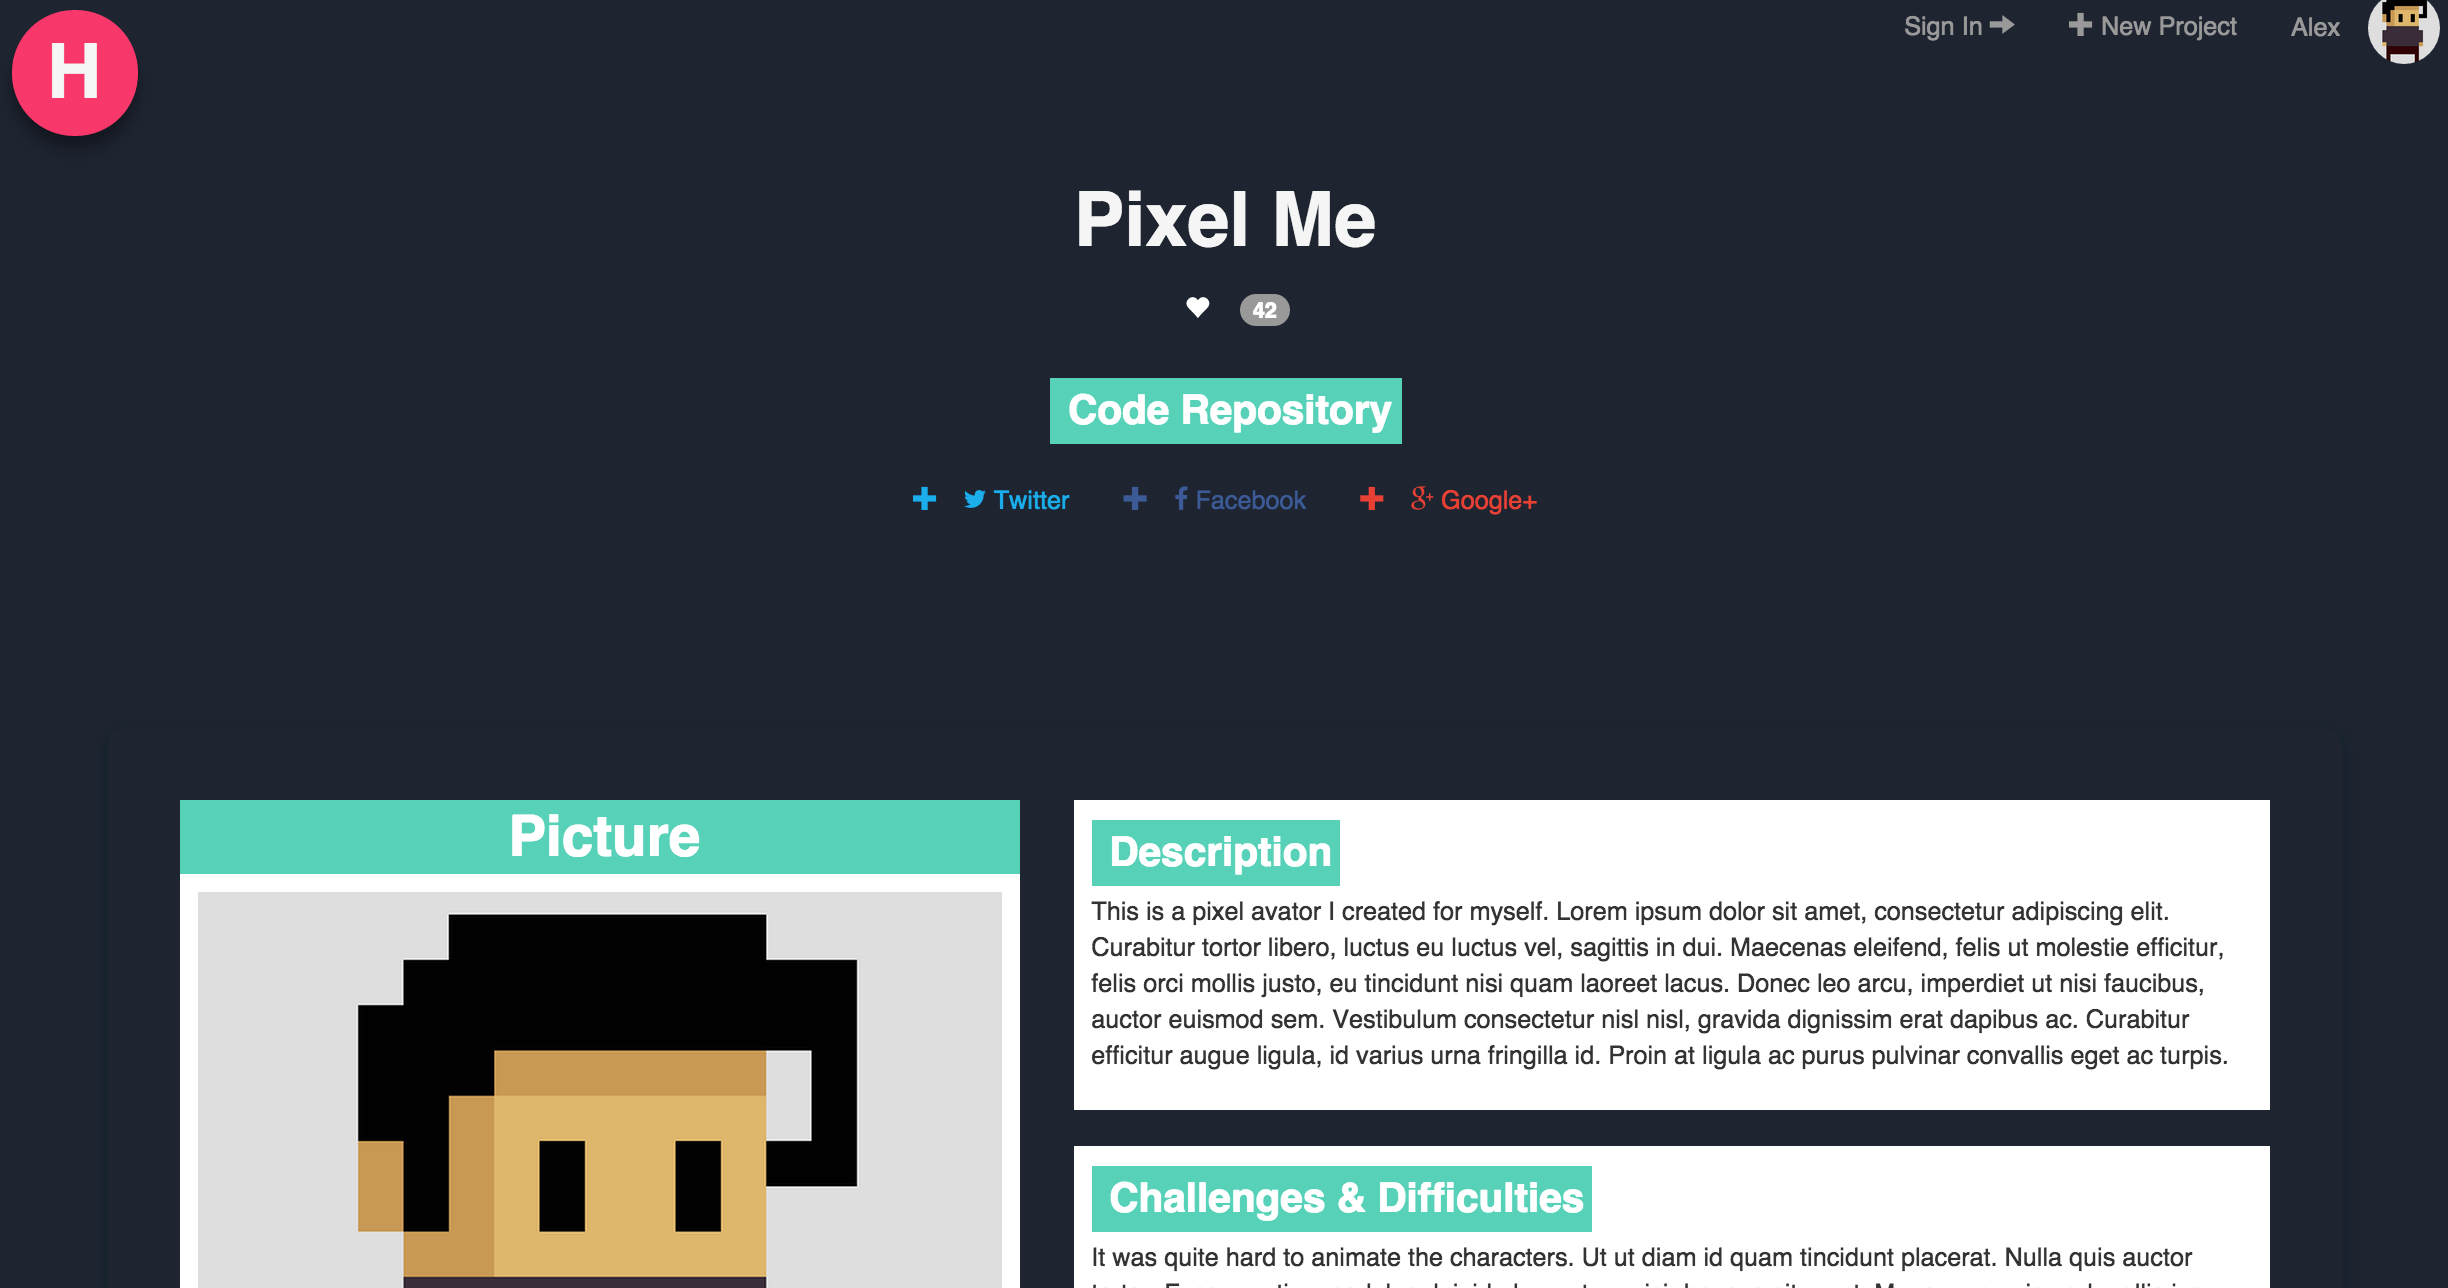 H
Sign In
New Project
Alex
Pixel Me
42
Code Repository
Twitter
Facebook
Google+
Picture
Description
This is a pixel avator I created for myself. Lorem ipsum dolor sit amet, consectetur adipiscing elit.
Curabitur tortor libero, luctus eu luctus vel, sagittis in dui. Maecenas eleifend, felis ut molestie efficitur,
felis orci mollis justo, eu tincidunt nisi quam laoreet lacus. Donec leo arcu, imperdiet ut nisi faucibus,
auctor euismod sem. Vestibulum consectetur nisl nisl, gravida dignissim erat dapibus ac. Curabitur
efficitur augue ligula, id varius urna fringilla id. Proin at ligula ac purus pulvinar convallis eget ac turpis.
Challenges & Difficulties
It was quite hard to animate the characters. Ut ut diam id quam tincidunt placerat. Nulla quis auctor